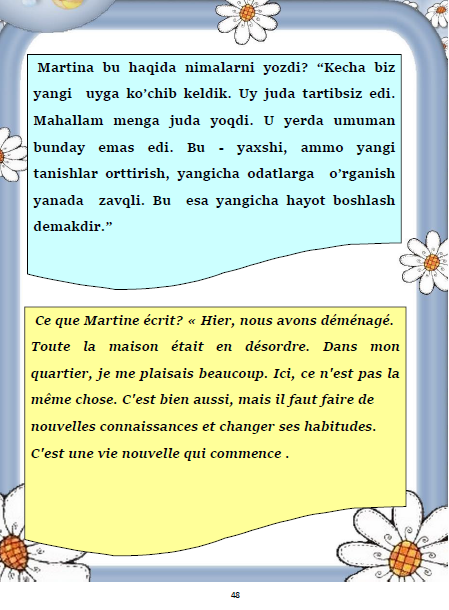 Martina bu haqida nimalarni yozdi? “Kecha biz
yangi uyga ko’chib keldik. Uy juda tartibsiz edi.
Mahallam menga juda yoqdi. U yerda umuman
bunday emas edi. Bu - yaxshi, ammo yangi
tanishlar orttirish, yangicha odatlarga o’rganish
yanada zavqli. Bu esa yangicha hayot boshlash
demakdir.”
Ce que Martine écrit? « Hier, nous avons déménagé.
Toute la maison était en désordre. Dans mon
quartier, je me plaisais beaucoup. Ici, ce n'est pas la
même chose. C'est bien aussi, mais il faut faire de
nouvelles connaissances et changer ses habitudes.
C'est une vie nouvelle qui commence .
48